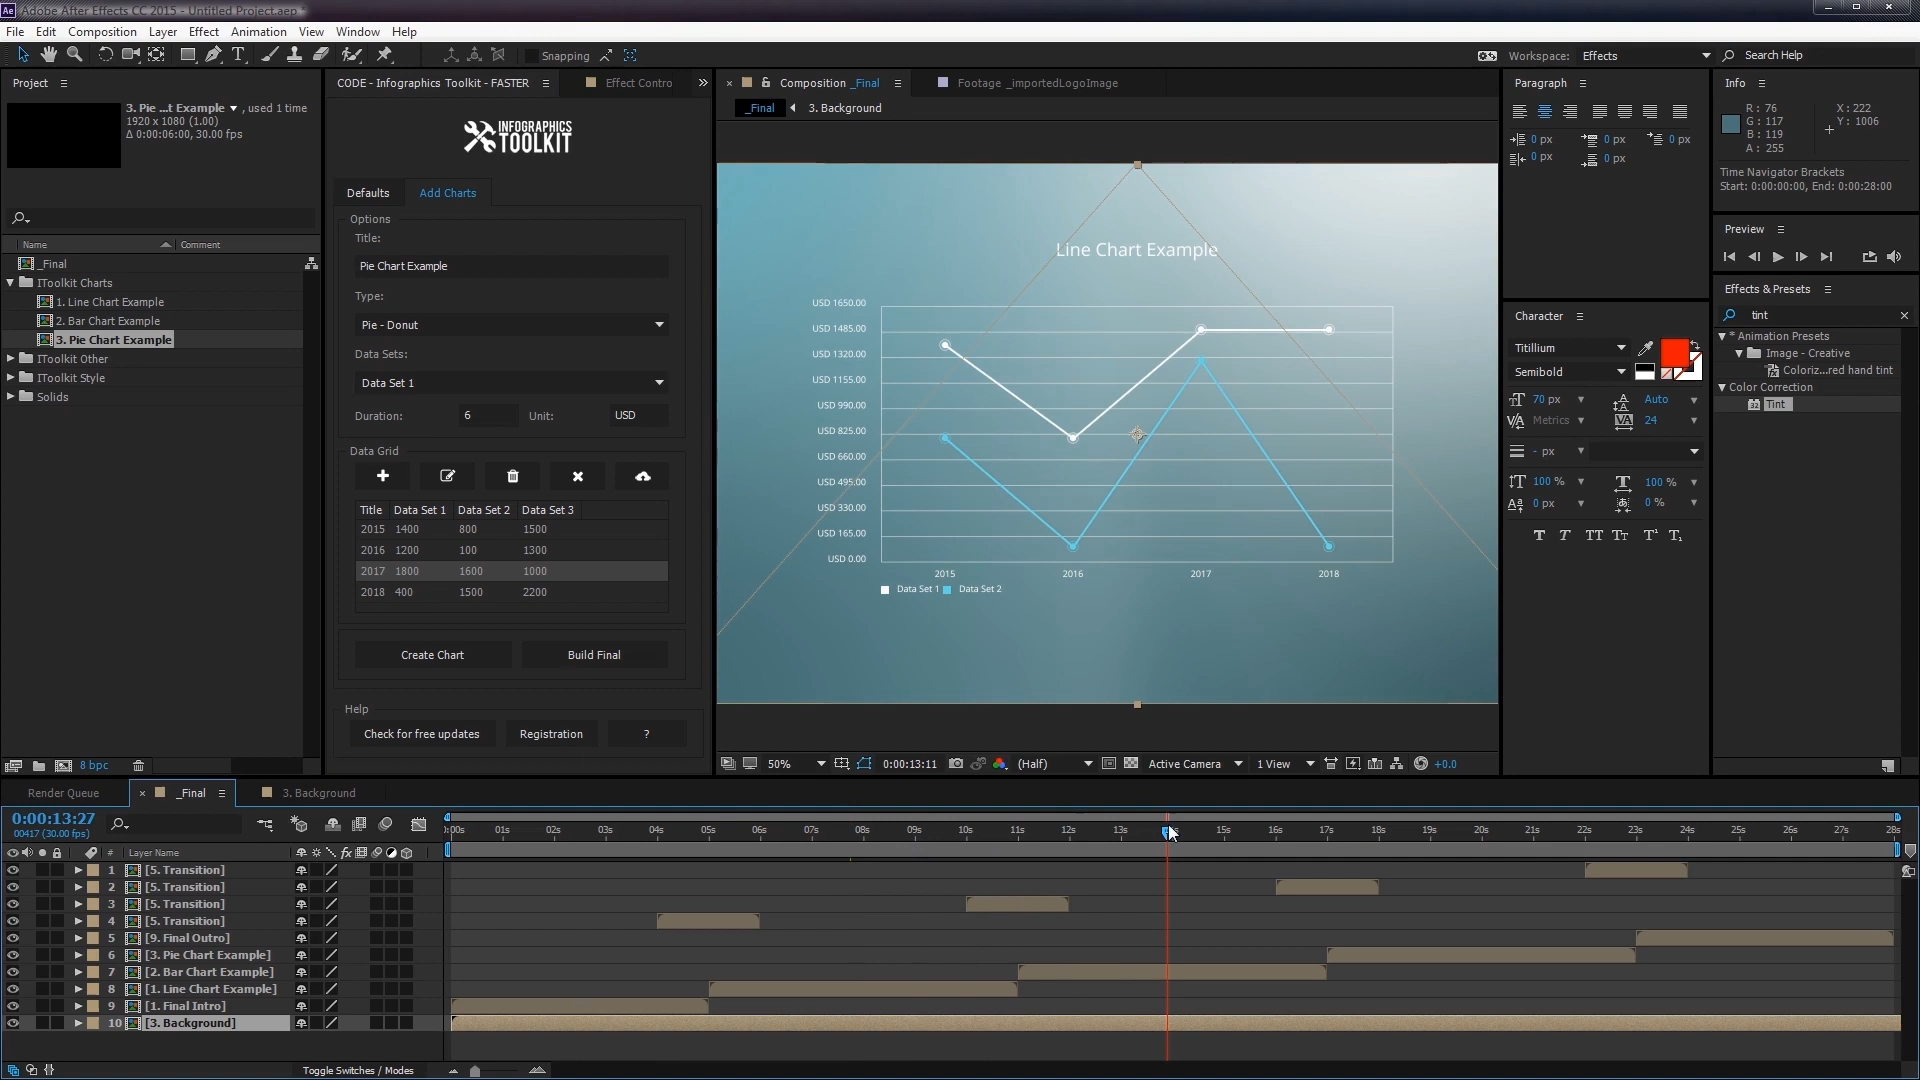 Adobe After Effects CC 2015 - Untitled Project.aep *
File Edit Composition Layer Effect Animation View Window Help
Snapping
Workspace: Effects
Search Help
Project
3. Pie ...t Example ▼ , used 1 time
1920 x 1080 (1.00)
Δ 0:00:06:00, 30.00 fps
Name Comment
_Final
IToolkit Charts
1. Line Chart Example
2. Bar Chart Example
3. Pie Chart Example
IToolkit Other
IToolkit Style
Solids
8 bpc
CODE - Infographics Toolkit - FASTER
Effect Contro
INFOGRAPHICS
TOOLKIT
Defaults Add Charts
Options
Title:
Pie Chart Example
Type:
Pie - Donut
Data Sets:
Data Set 1
Duration: 6 Unit: USD
Data Grid
Title Data Set 1 Data Set 2 Data Set 3
2015 1400 800 1500
2016 1200 100 1300
2017 1800 1600 1000
2018 400 1500 2200
Create Chart Build Final
Help
Check for free updates Registration ?
Composition _Final
Footage _importedLogoImage
_Final 3. Background
Line Chart Example
USD 1650.00
USD 1485.00
USD 1320.00
USD 1155.00
USD 990.00
USD 825.00
USD 660.00
USD 495.00
USD 330.00
USD 165.00
USD 0.00
2015 2016 2017 2018
Data Set 1 Data Set 2
50% 0:00:13:11 (Half) Active Camera 1 View +0.0
Paragraph
0 px 0 px 0 px
0 px 0 px
Character
Titillium
Semibold
70 px Auto
Metrics 24
- px
100 % 100 %
0 px 0 %
T T TT Tt T¹ T₁
Info
R : 76
G : 117
B : 119
A : 255
X : 222
Y : 1006
Time Navigator Brackets
Start: 0:00:00:00, End: 0:00:28:00
Preview
Effects & Presets
tint
* Animation Presets
Image - Creative
Coloriz...red hand tint
Color Correction
Tint
Render Queue _Final 3. Background
0:00:13:27
00417 (30.00 fps)
01s 02s 03s 04s 05s 06s 07s 08s 09s 10s 11s 12s 13s 15s 16s 17s 18s 19s 20s 21s 22s 23s 24s 25s 26s 27s 28s
# Layer Name
1 [5. Transition]
2 [5. Transition]
3 [5. Transition]
4 [5. Transition]
5 [9. Final Outro]
6 [3. Pie Chart Example]
7 [2. Bar Chart Example]
8 [1. Line Chart Example]
9 [1. Final Intro]
10 [3. Background]
Toggle Switches / Modes